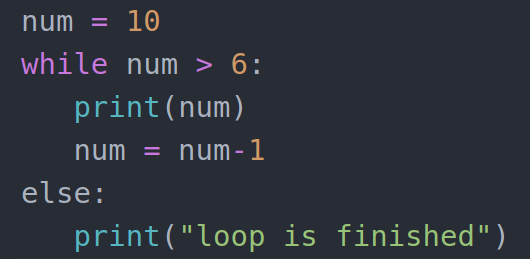 num = 10
while num > 6:
   print(num)
   num = num-1
else:
   print("loop is finished")